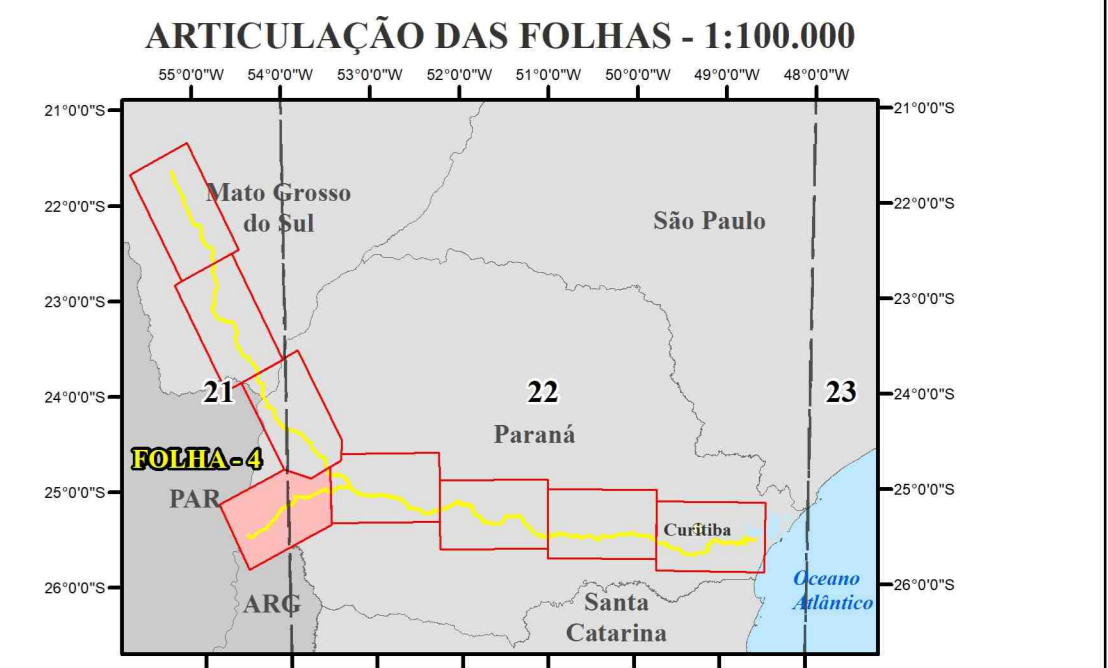 ARTICULAÇÃO DAS FOLHAS - 1:100.000
55°0'0"W 54°0'0"W 53°0'0"W 52°0'0"W 51°0'0"W 50°0'0"W 49°0'0"W 48°0'0"W
21°0'0"S 21°0'0"S
Mato Grosso
do Sul
São Paulo
22°0'0"S 22°0'0"S
23°0'0"S 23°0'0"S
21 22 23
24°0'0"S 24°0'0"S
Paraná
FOLHA - 4
PAR
25°0'0"S 25°0'0"S
Curitiba
26°0'0"S 26°0'0"S
Oceano
Atlântico
ARG
Santa
Catarina